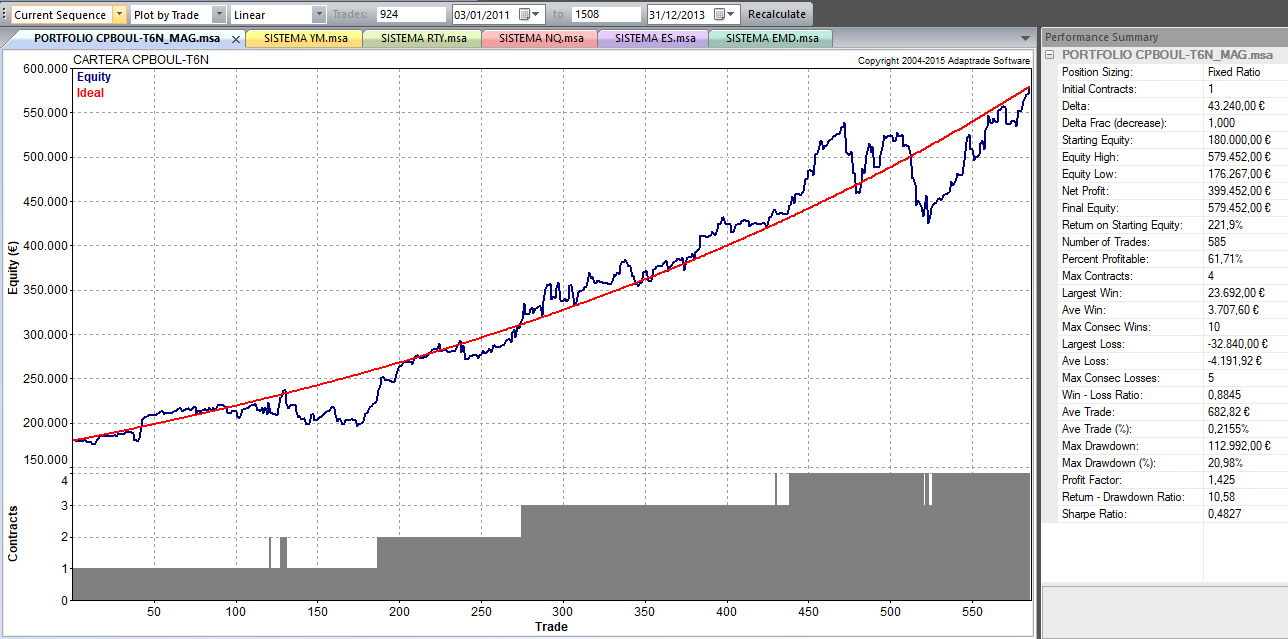 Current Sequence Plot by Trade Linear Trades: 924 03/01/2011 to 1508 31/12/2013 Recalculate
PORTFOLIO CPBOUL-T6N_MAG.msa SISTEMA YM.msa SISTEMA RTY.msa SISTEMA NQ.msa SISTEMA ES.msa SISTEMA EMD.msa
CARTERA CPBOUL-T6N
Copyright 2004-2015 Adaptrade Software
Equity
Ideal
Equity (€)
600.000
550.000
500.000
450.000
400.000
350.000
300.000
250.000
200.000
150.000
Contracts
4
3
2
1
0
50 100 150 200 250 300 350 400 450 500 550
Trade
Performance Summary
PORTFOLIO CPBOUL-T6N_MAG.msa
Position Sizing: Fixed Ratio
Initial Contracts: 1
Delta: 43.240,00 €
Delta Frac (decrease): 1,000
Starting Equity: 180.000,00 €
Equity High: 579.452,00 €
Equity Low: 176.267,00 €
Net Profit: 399.452,00 €
Final Equity: 579.452,00 €
Return on Starting Equity: 221,9%
Number of Trades: 585
Percent Profitable: 61,71%
Max Contracts: 4
Largest Win: 23.692,00 €
Ave Win: 3.707,60 €
Max Consec Wins: 10
Largest Loss: -32.840,00 €
Ave Loss: -4.191,92 €
Max Consec Losses: 5
Win - Loss Ratio: 0,8845
Ave Trade: 682,82 €
Ave Trade (%): 0,2155%
Max Drawdown: 112.992,00 €
Max Drawdown (%): 20,98%
Profit Factor: 1,425
Return - Drawdown Ratio: 10,58
Sharpe Ratio: 0,4827